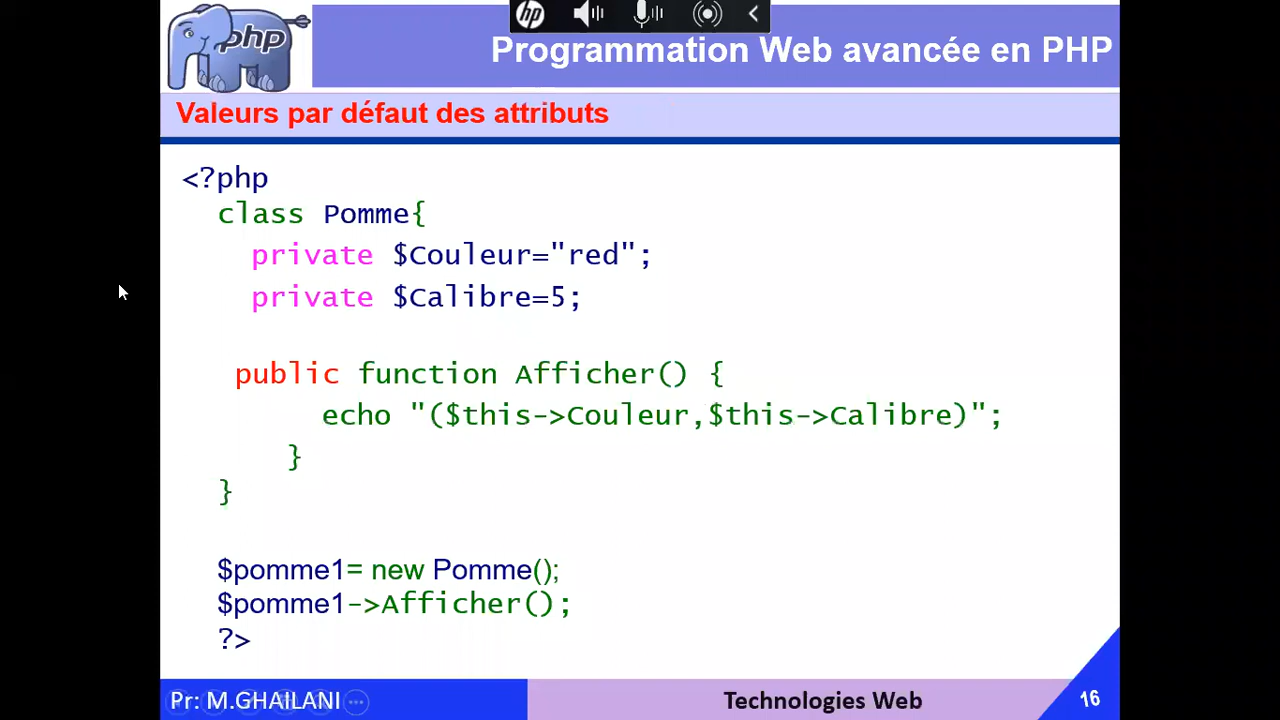 hp
php
Programmation Web avancée en PHP
Valeurs par défaut des attributs
<?php
class Pomme{
private $Couleur="red";
private $Calibre=5;
public function Afficher() {
echo "($this->Couleur,$this->Calibre)";
}
}
$pomme1= new Pomme();
$pomme1->Afficher();
?>
Pr: M.GHAILANI
Technologies Web
16